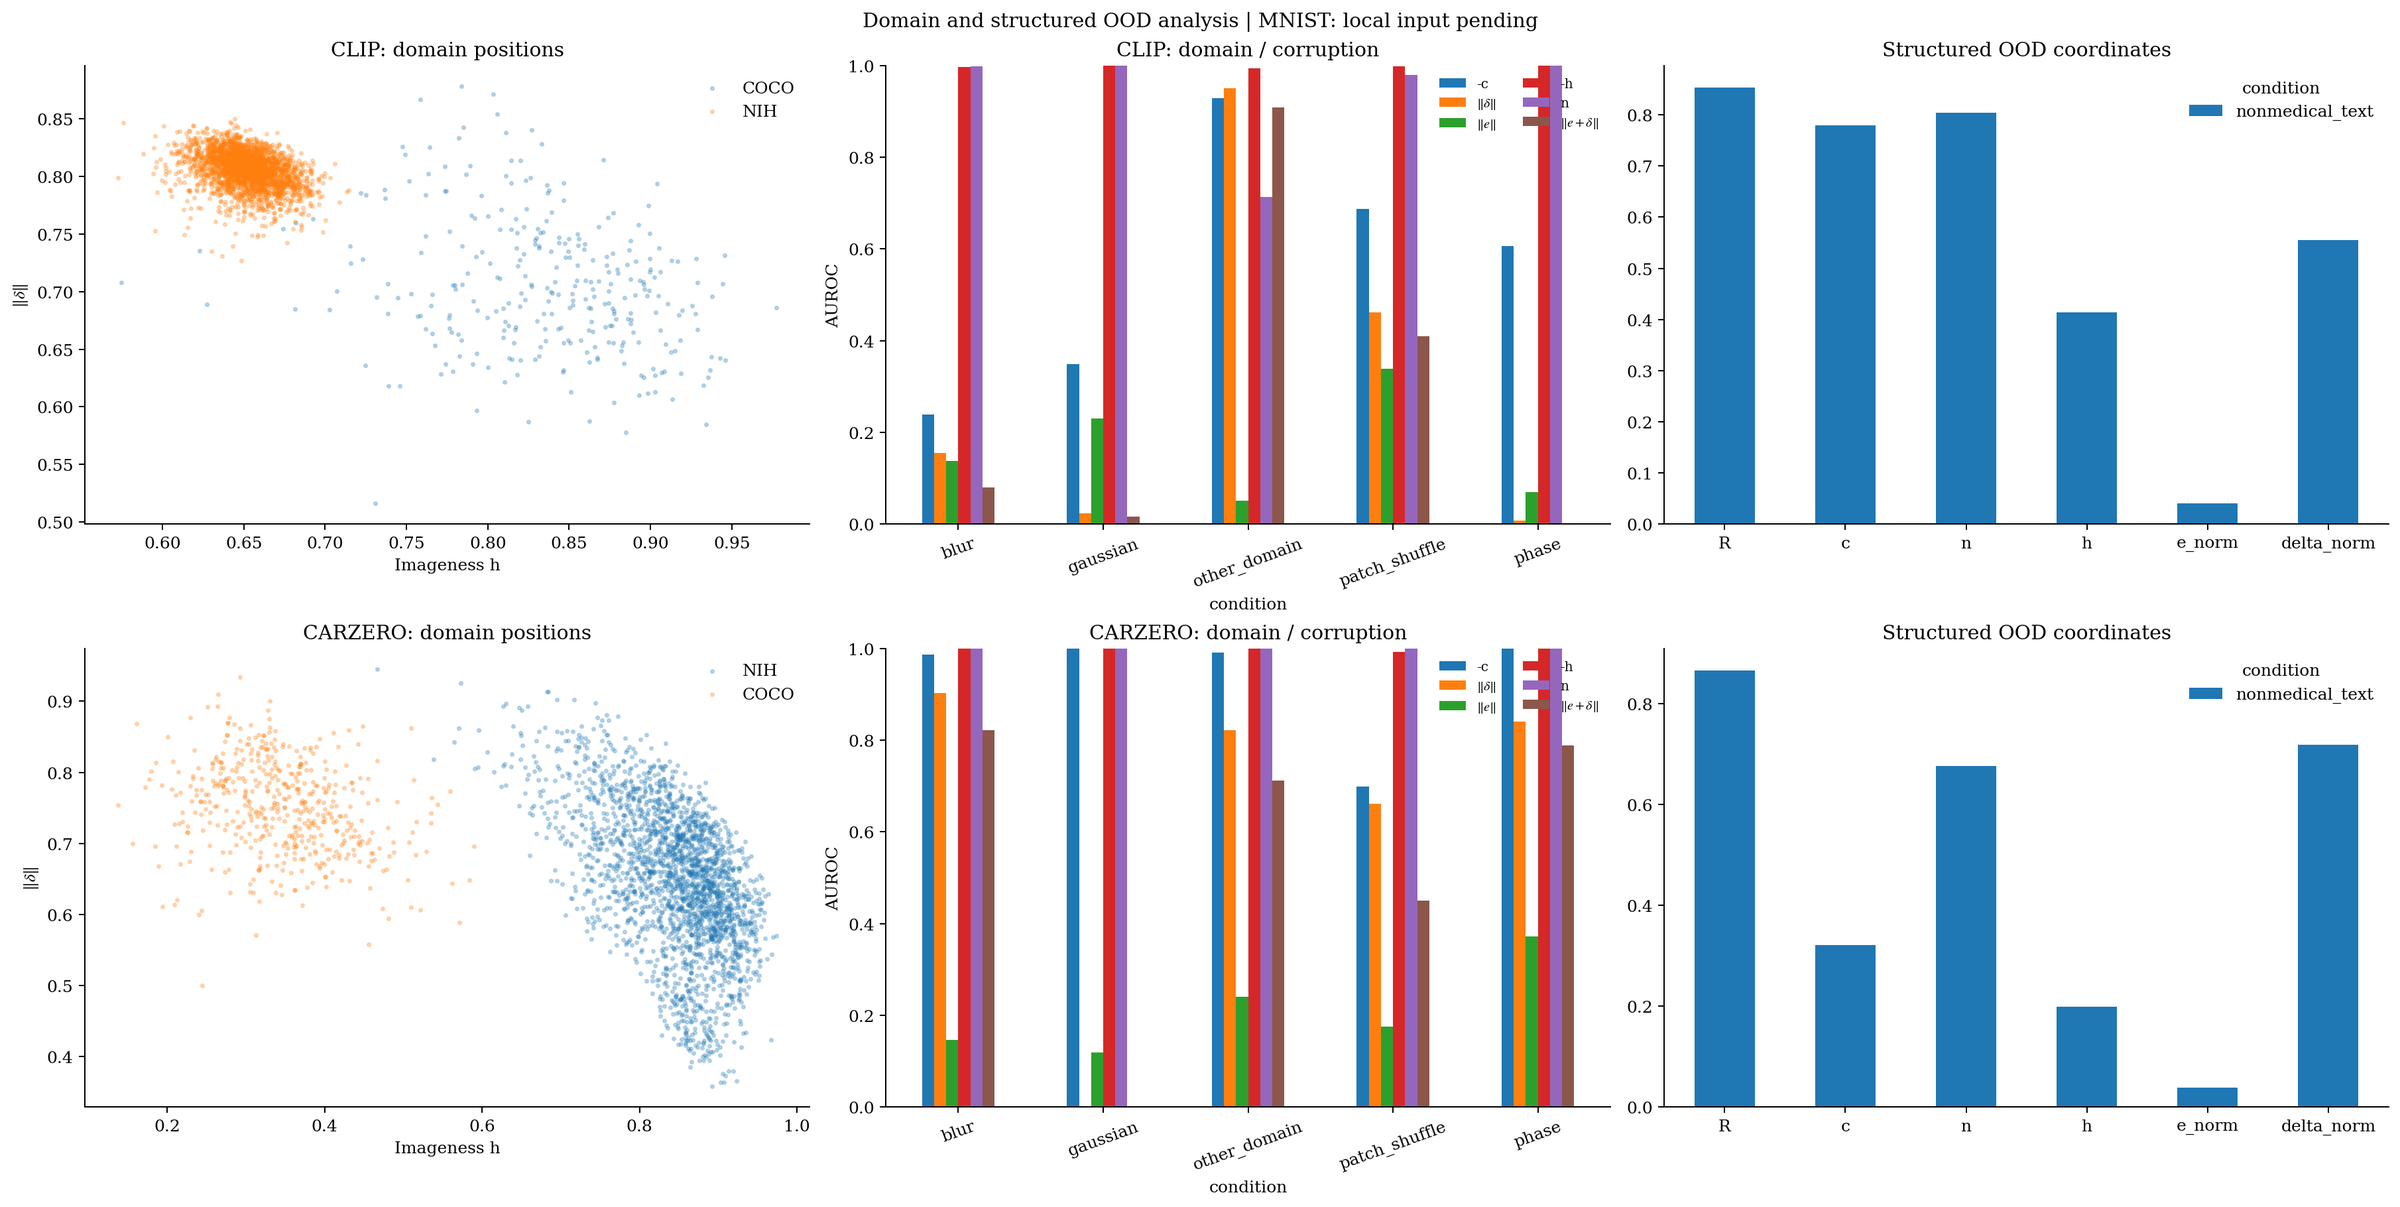 Domain and structured OOD analysis | MNIST: local input pending
CLIP: domain positions
COCO
NIH
0.85
0.80
0.75
0.70
0.65
0.60
0.55
0.50
‖δ‖
0.60 0.65 0.70 0.75 0.80 0.85 0.90 0.95
Imageness h
CLIP: domain / corruption
-c
‖δ‖
‖e‖
-h
n
‖e+δ‖
1.0
0.8
0.6
0.4
0.2
0.0
AUROC
blur gaussian other_domain patch_shuffle phase
condition
Structured OOD coordinates
condition
nonmedical_text
0.8
0.7
0.6
0.5
0.4
0.3
0.2
0.1
0.0
R c n h e_norm delta_norm
CARZERO: domain positions
NIH
COCO
0.9
0.8
0.7
0.6
0.5
0.4
‖δ‖
0.2 0.4 0.6 0.8 1.0
Imageness h
CARZERO: domain / corruption
-c
‖δ‖
‖e‖
-h
n
‖e+δ‖
1.0
0.8
0.6
0.4
0.2
0.0
AUROC
blur gaussian other_domain patch_shuffle phase
condition
Structured OOD coordinates
condition
nonmedical_text
0.8
0.6
0.4
0.2
0.0
R c n h e_norm delta_norm